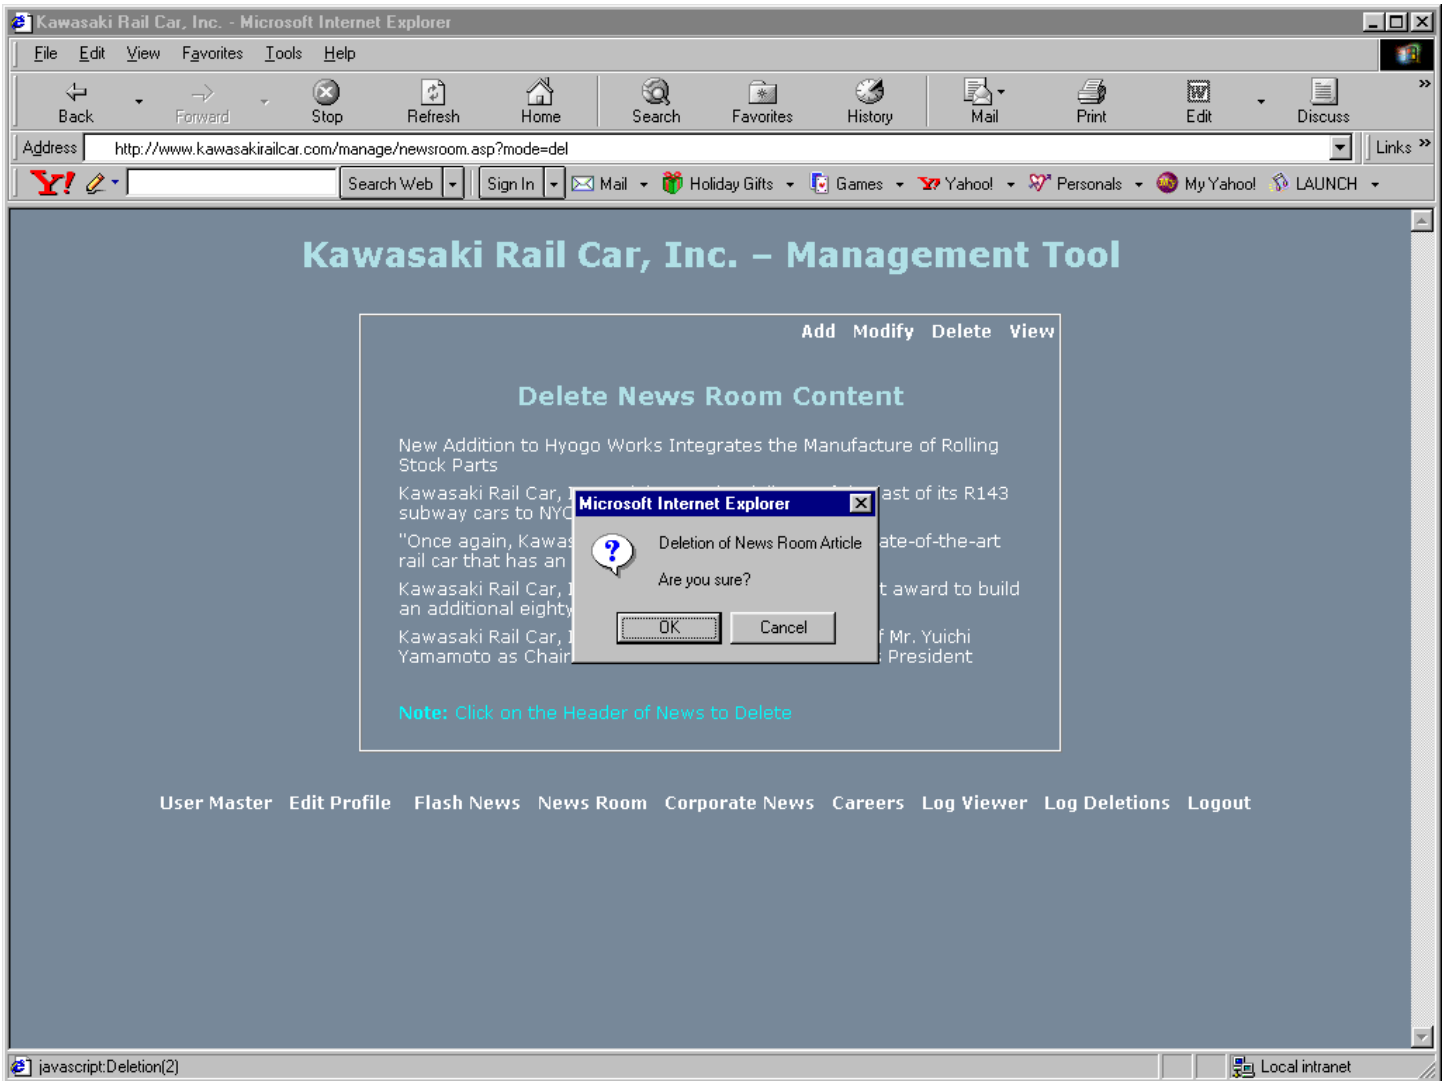 Kawasaki Rail Car, Inc. - Microsoft Internet Explorer
File Edit View Favorites Tools Help
Back Forward Stop Refresh Home Search Favorites History Mail Print Edit Discuss »
Address http://www.kawasakirailcar.com/manage/newsroom.asp?mode=del Links »
Y! Search Web Sign In Mail Holiday Gifts Games Y? Yahoo! Personals My Yahoo! LAUNCH
Kawasaki Rail Car, Inc. – Management Tool
Add Modify Delete View
Delete News Room Content
New Addition to Hyogo Works Integrates the Manufacture of Rolling
Stock Parts
Kawasaki Rail Car, last of its R143
subway cars to NYC
"Once again, Kawas ate-of-the-art
rail car that has an
Kawasaki Rail Car, t award to build
an additional eighty
Kawasaki Rail Car, f Mr. Yuichi
Yamamoto as Chair President
Microsoft Internet Explorer
Deletion of News Room Article
Are you sure?
OK Cancel
Note: Click on the Header of News to Delete
User Master Edit Profile Flash News News Room Corporate News Careers Log Viewer Log Deletions Logout
javascript:Deletion(2) Local intranet